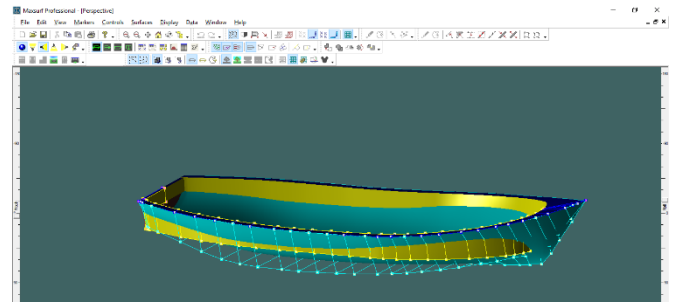 Maxsurf Professional - [Perspective]
File Edit View Markers Controls Surfaces Display Data Window Help